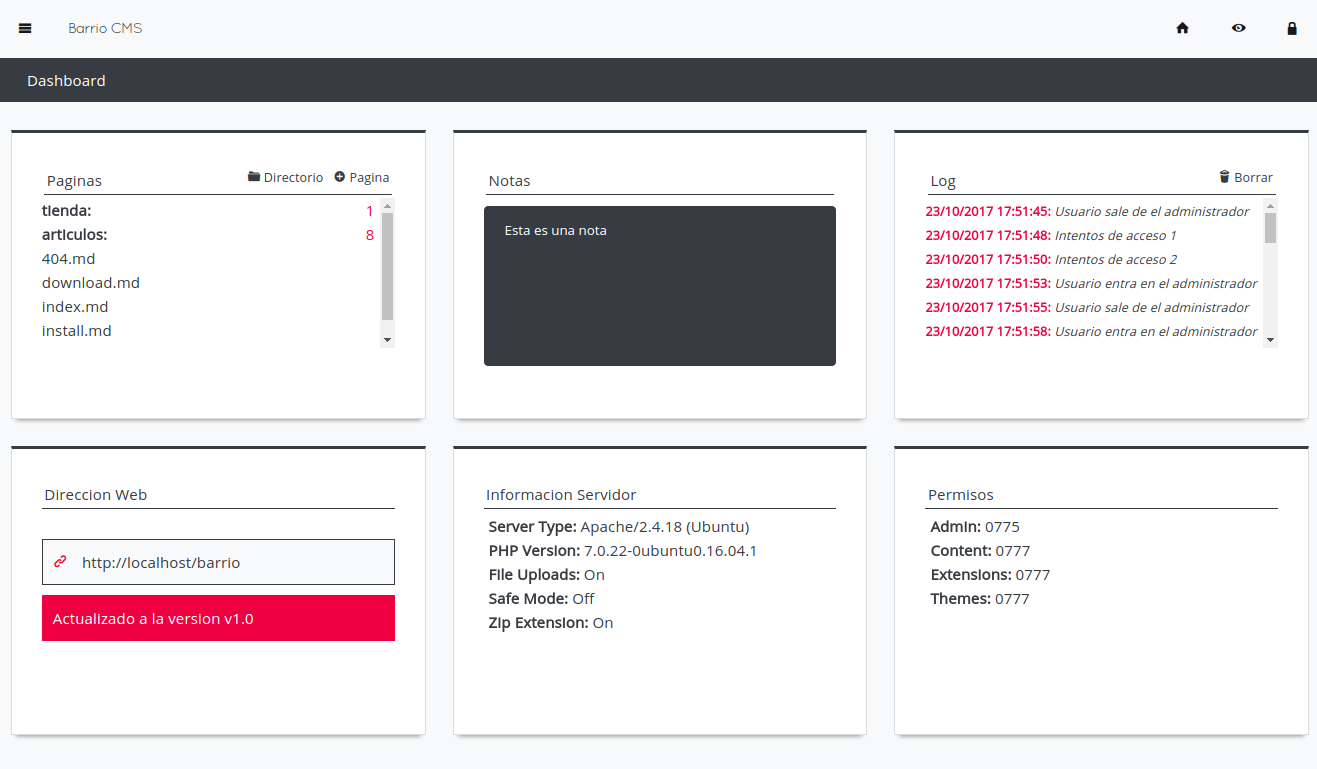 Barrio CMS
Dashboard
Paginas
Directorio
Pagina
tienda: 1
articulos: 8
404.md
download.md
index.md
install.md
Notas
Esta es una nota
Log
Borrar
23/10/2017 17:51:45: Usuario sale de el administrador
23/10/2017 17:51:48: Intentos de acceso 1
23/10/2017 17:51:50: Intentos de acceso 2
23/10/2017 17:51:53: Usuario entra en el administrador
23/10/2017 17:51:55: Usuario sale de el administrador
23/10/2017 17:51:58: Usuario entra en el administrador
Direccion Web
http://localhost/barrio
Actualizado a la version v1.0
Informacion Servidor
Server Type: Apache/2.4.18 (Ubuntu)
PHP Version: 7.0.22-0ubuntu0.16.04.1
File Uploads: On
Safe Mode: Off
Zip Extension: On
Permisos
Admin: 0775
Content: 0777
Extensions: 0777
Themes: 0777